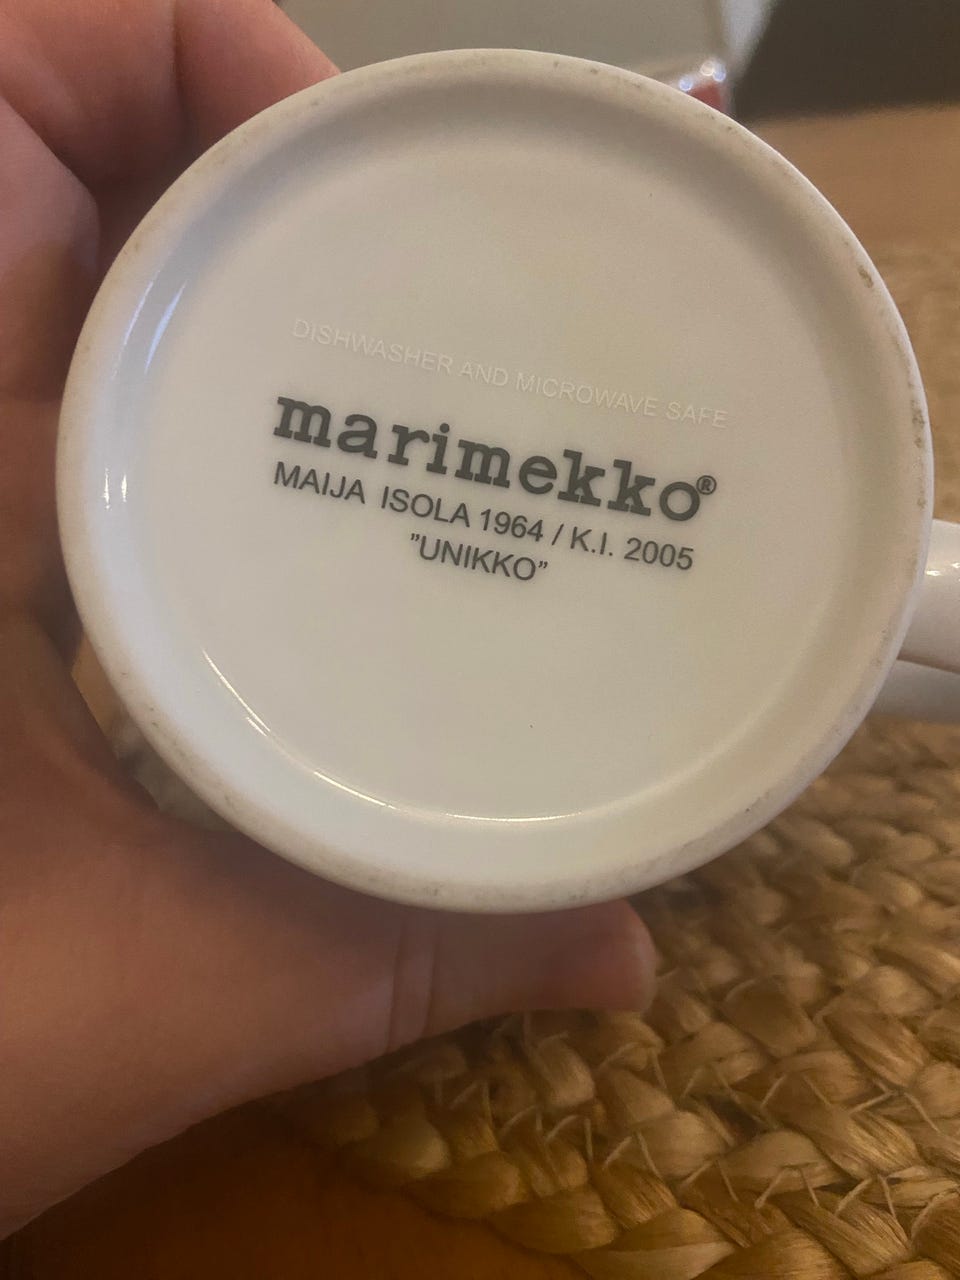 DISHWASHER AND MICROWAVE SAFE
marimekko®
MAIJA ISOLA 1964 / K.I. 2005
”UNIKKO”